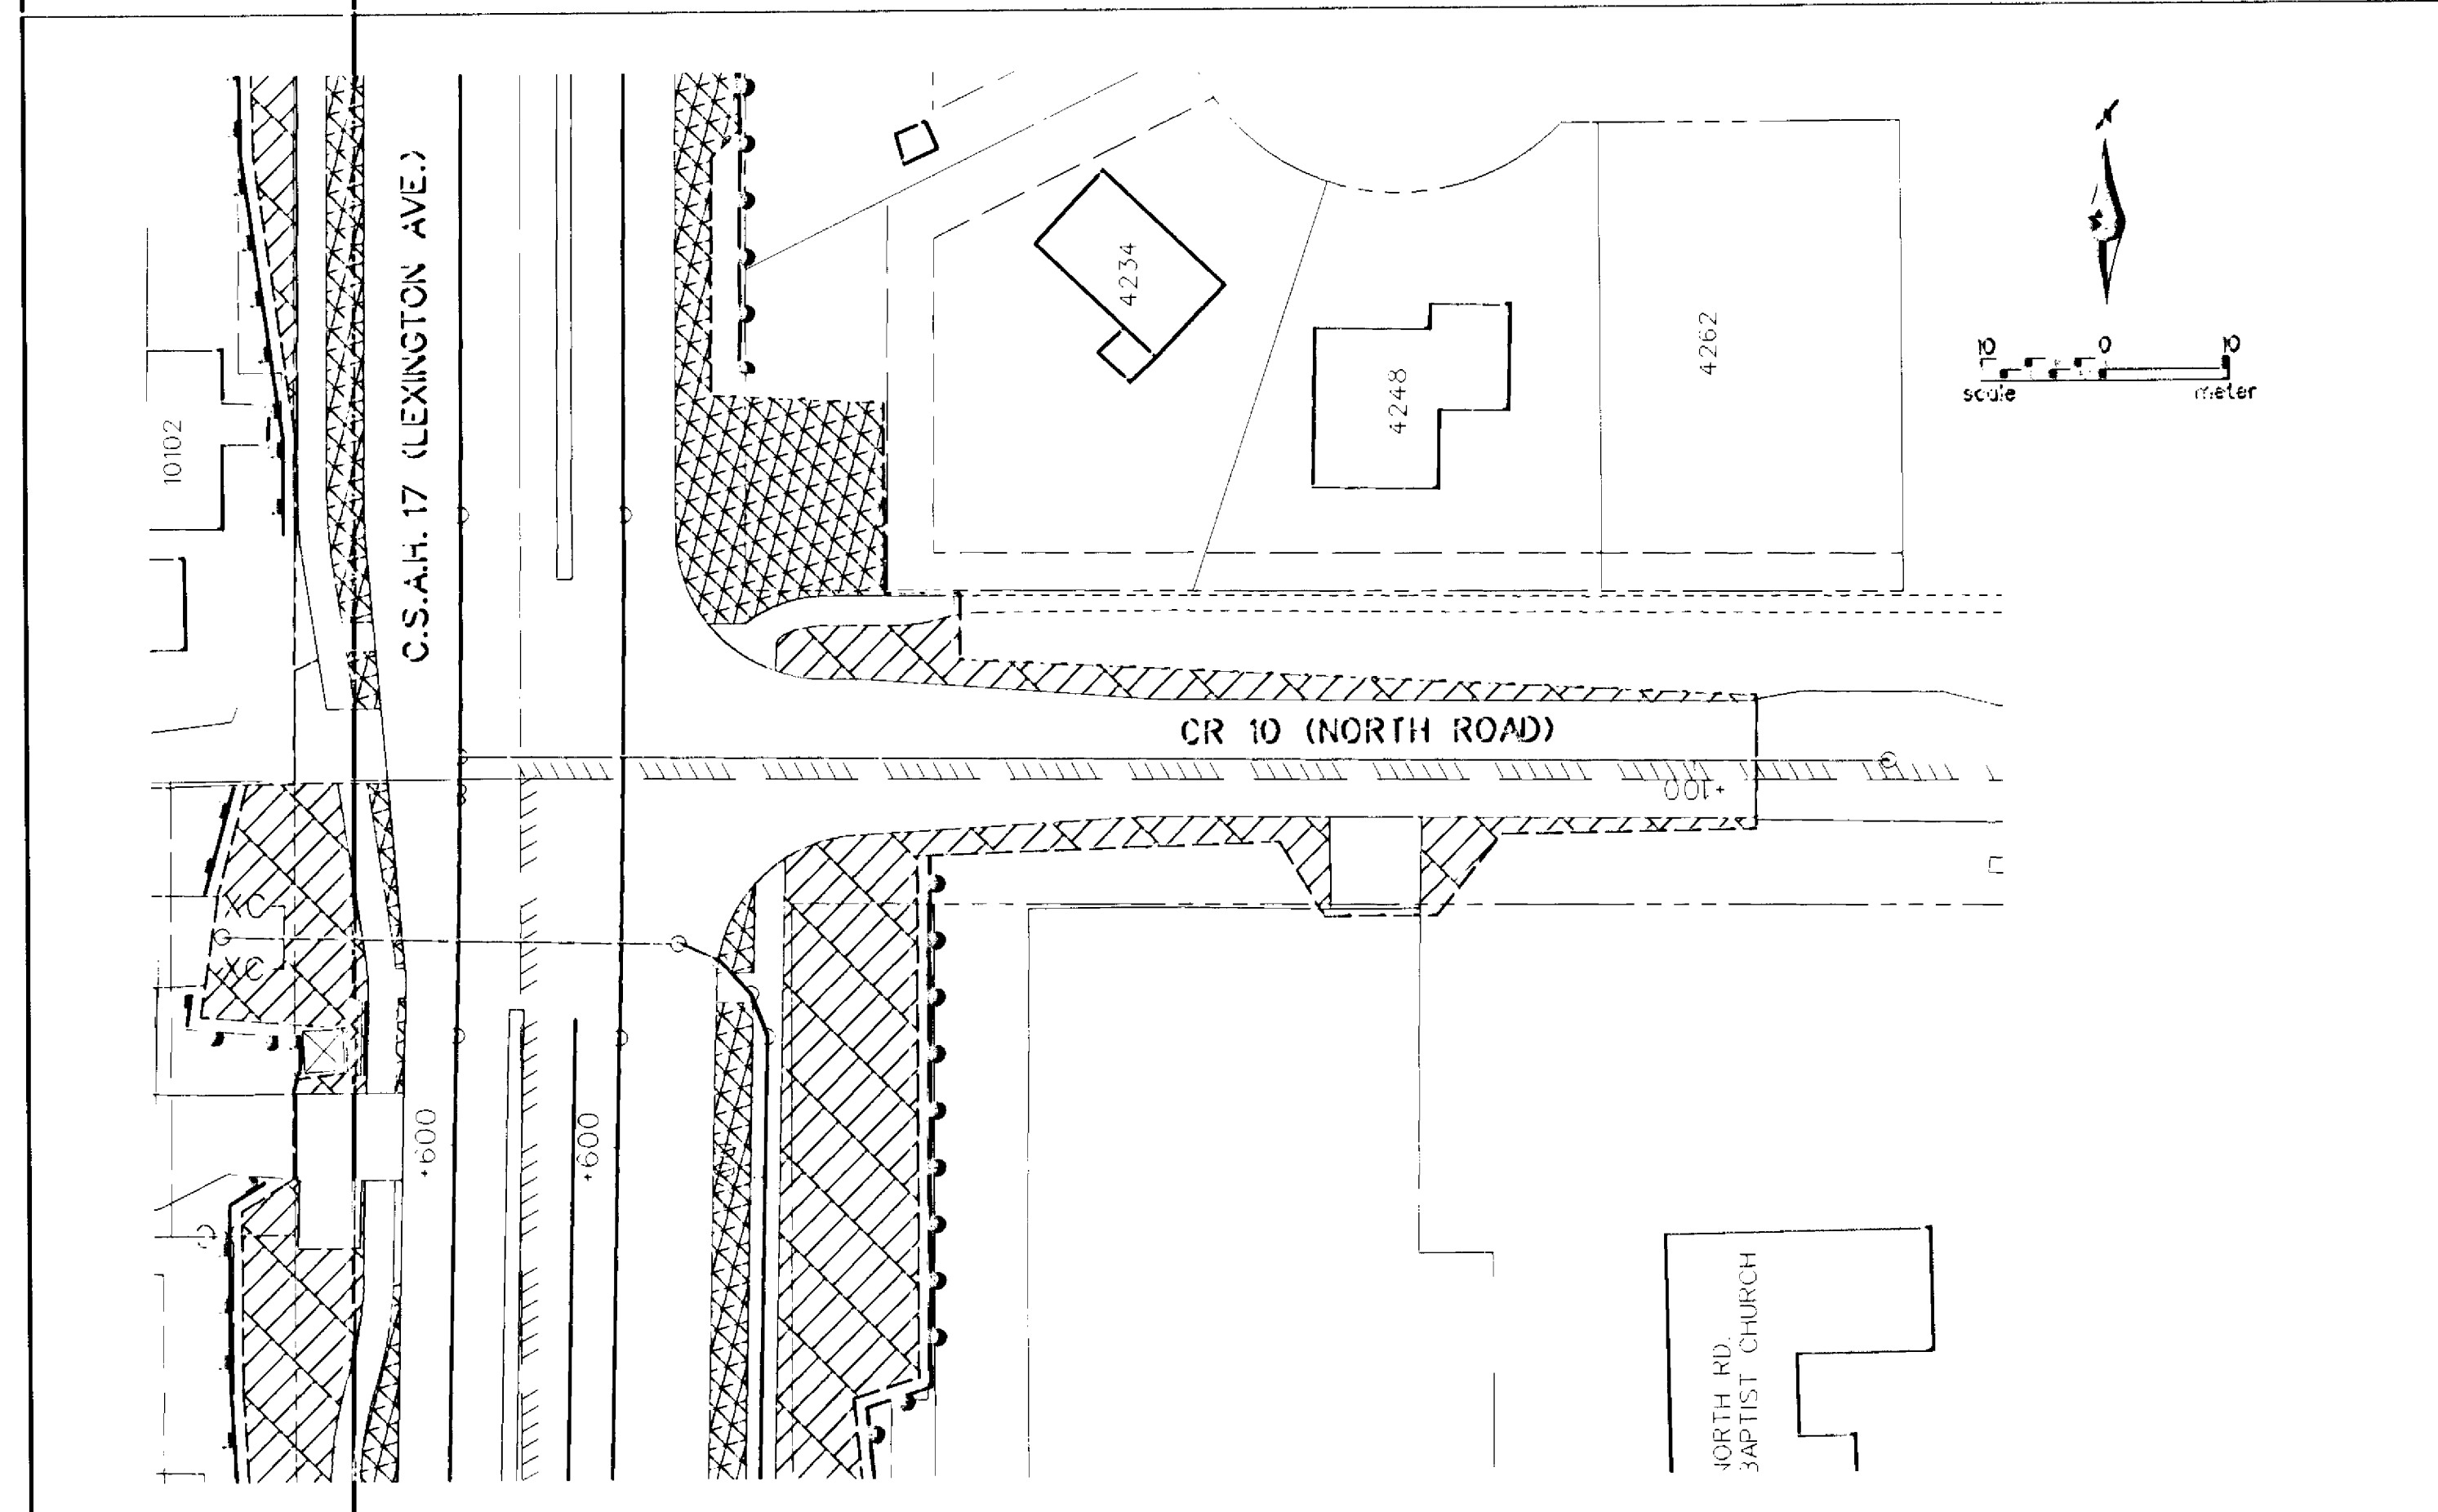 C.S.A.H. 17 (LEXINGTON AVE.)
10102
4234
4248
4262
10 0 10
scale meter
CR 10 (NORTH ROAD)
+100
XC
XC
+600
+600
NORTH RD.
BAPTIST CHURCH